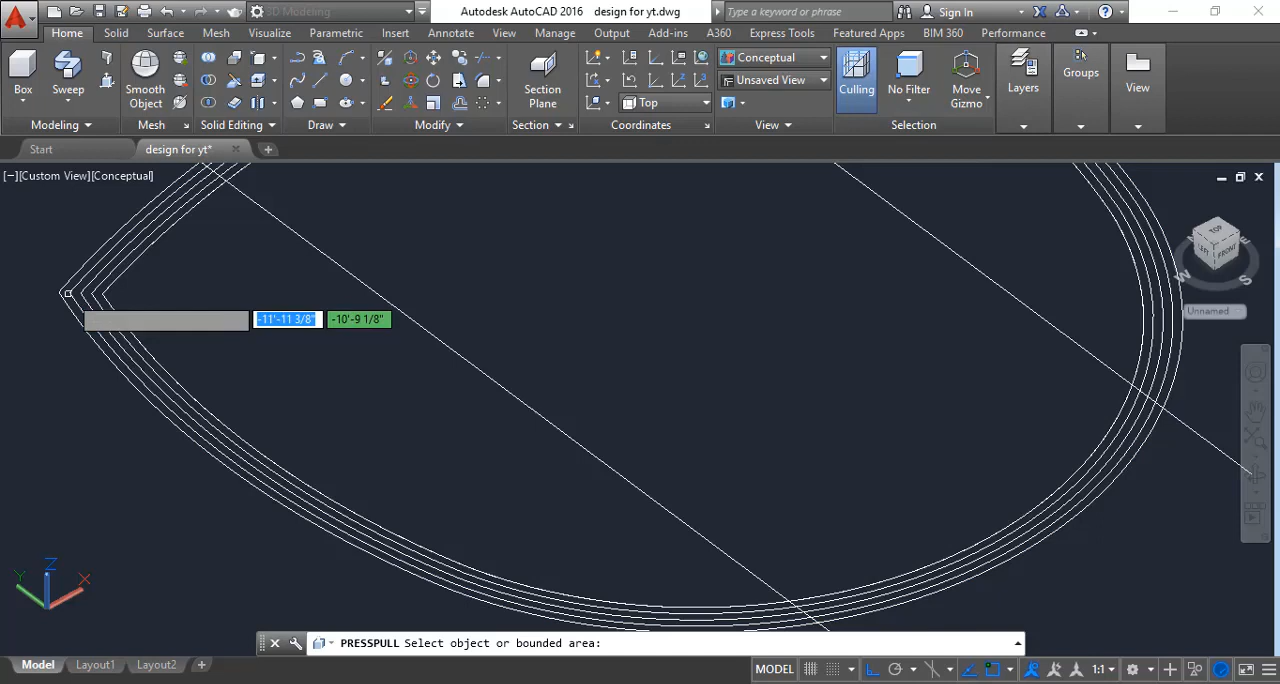 3D Modeling
Autodesk AutoCAD 2016 design for yt.dwg
Type a keyword or phrase
Sign In
Home Solid Surface Mesh Visualize Parametric Insert Annotate View Manage Output Add-ins A360 Express Tools Featured Apps BIM 360 Performance
Box
Sweep
Smooth
Object
Section
Plane
Conceptual
Unsaved View
Top
Culling
No Filter
Move
Gizmo
Layers
Groups
View
Modeling Mesh Solid Editing Draw Modify Section Coordinates View Selection
Start design for yt*
[−][Custom View][Conceptual]
TOP
LEFT
FRONT
W
S
E
Unnamed
-11'-11 3/8"
-10'-9 1/8"
Z
Y
X
PRESSPULL Select object or bounded area:
Model Layout1 Layout2
MODEL
1:1